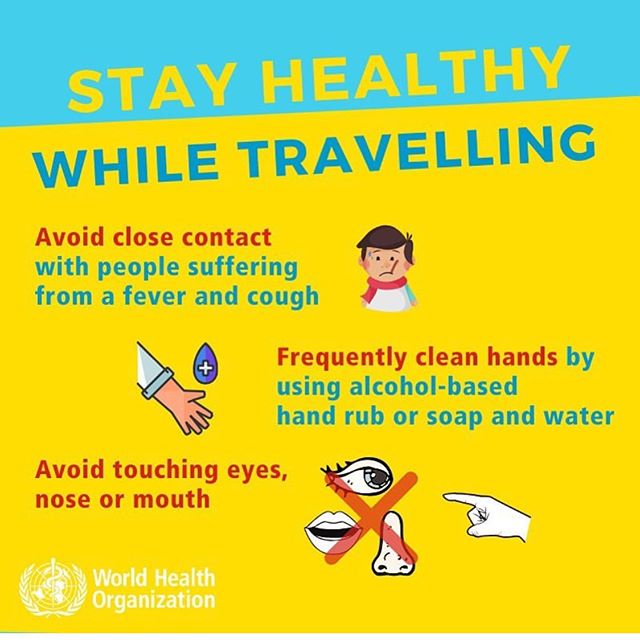 STAY HEALTHY
WHILE TRAVELLING
Avoid close contact
with people suffering
from a fever and cough
Frequently clean hands by
using alcohol-based
hand rub or soap and water
Avoid touching eyes,
nose or mouth
World Health
Organization